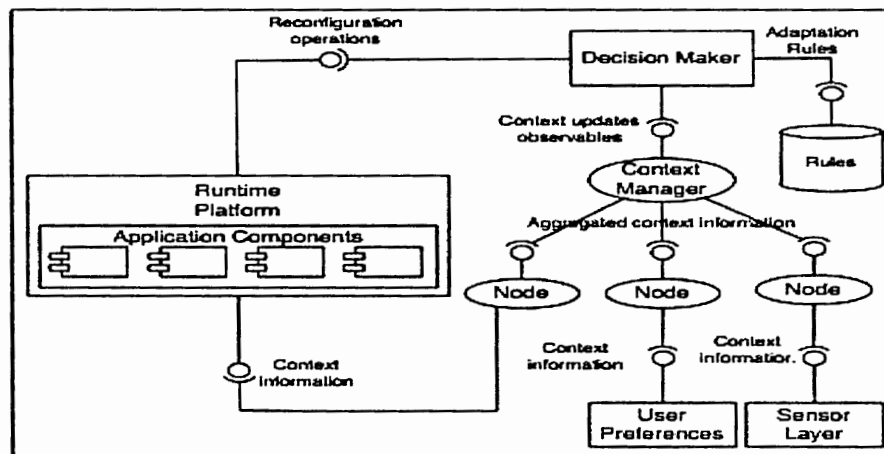 Reconfiguration
operations
Decision Maker
Adaptation
Rules
Context updates
observables
Rules
Context
Manager
Runtime
Platform
Application Components
Aggregated context information
Node
Node
Node
Context
information
Context
information
Context
information.
User
Preferences
Sensor
Layer